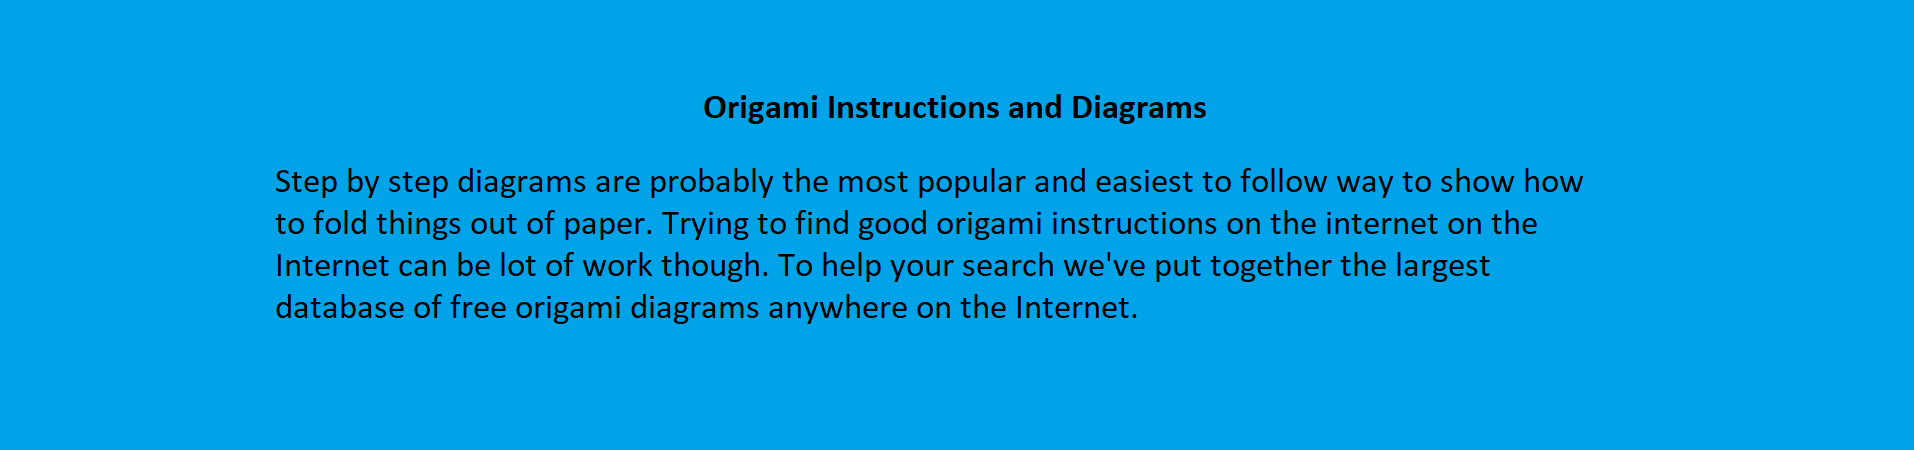 Origami Instructions and Diagrams
Step by step diagrams are probably the most popular and easiest to follow way to show how
to fold things out of paper. Trying to find good origami instructions on the internet on the
Internet can be lot of work though. To help your search we've put together the largest
database of free origami diagrams anywhere on the Internet.